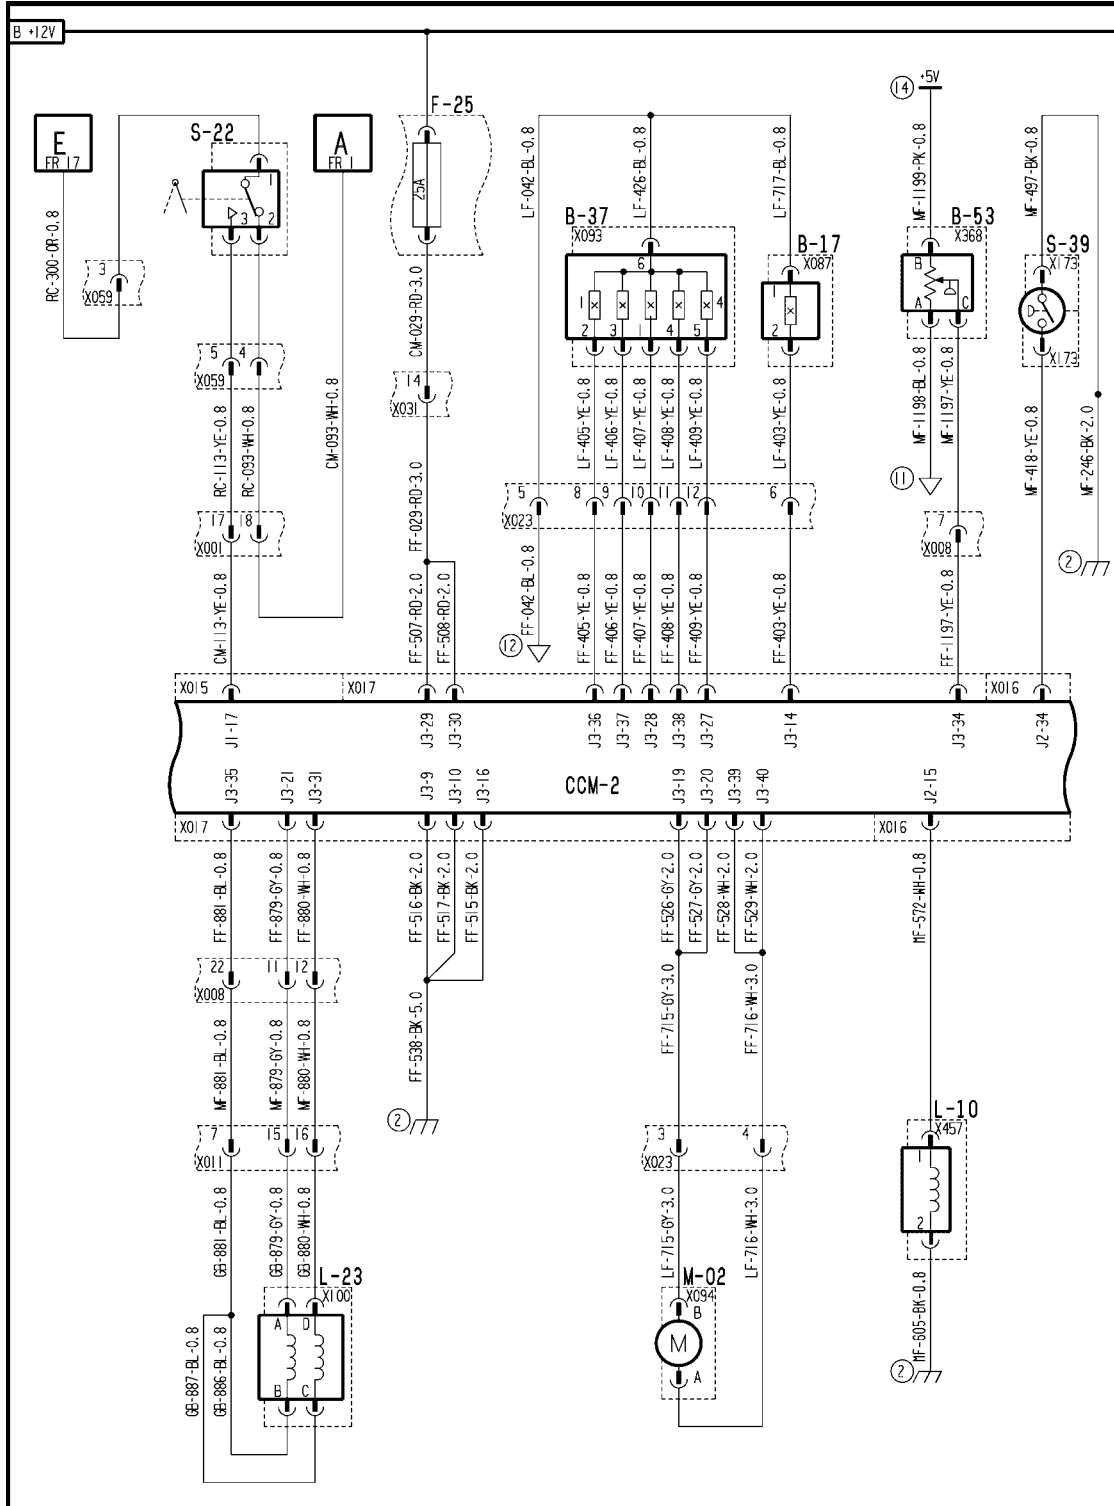 B +12V
E
FR 17
S-22
1
3
2
A
FR 1
F-25
25A
14
+5V
B-37
X093
6
1
4
2
3
1
4
5
B-17
X087
1
2
B-53
X368
B
A
C
S-39
X173
X173
RC-300-OR-0.8
3
X059
CM-029-RD-3.0
LF-042-BL-0.8
LF-426-BL-0.8
LF-717-BL-0.8
MF-1199-PK-0.8
MF-497-BK-0.8
5
4
X059
14
X031
RC-113-YE-0.8
RC-093-WH-0.8
CM-093-WH-0.8
LF-405-YE-0.8
LF-406-YE-0.8
LF-407-YE-0.8
LF-408-YE-0.8
LF-409-YE-0.8
LF-403-YE-0.8
MF-1198-BL-0.8
MF-1197-YE-0.8
MF-418-YE-0.8
MF-246-BK-2.0
11
5
8
9
10
11
12
6
X023
17
18
X001
7
X008
2
CM-113-YE-0.8
FF-029-RD-3.0
FF-507-RD-2.0
FF-508-RD-2.0
FF-042-BL-0.8
12
FF-405-YE-0.8
FF-406-YE-0.8
FF-407-YE-0.8
FF-408-YE-0.8
FF-409-YE-0.8
FF-403-YE-0.8
FF-1197-YE-0.8
X015
X017
X016
J1-17
J3-29
J3-30
J3-36
J3-37
J3-28
J3-38
J3-27
J3-14
J3-34
J2-34
CCM-2
J3-35
J3-21
J3-31
J3-9
J3-10
J3-16
J3-19
J3-20
J3-39
J3-40
J2-15
X017
X016
FF-881-BL-0.8
FF-879-GY-0.8
FF-880-WH-0.8
FF-516-BK-2.0
FF-517-BK-2.0
FF-515-BK-2.0
FF-526-GY-2.0
FF-527-GY-2.0
FF-528-WH-2.0
FF-529-WH-2.0
MF-572-WH-0.8
22
11
12
X008
MF-881-BL-0.8
MF-879-GY-0.8
MF-880-WH-0.8
FF-538-BK-5.0
2
FF-715-GY-3.0
FF-716-WH-3.0
7
15
16
X011
3
4
X023
L-10
X457
1
2
GB-881-BL-0.8
GB-879-GY-0.8
GB-880-WH-0.8
LF-715-GY-3.0
LF-716-WH-3.0
L-23
X100
A
D
B
C
M-02
X094
B
M
A
GB-887-BL-0.8
GB-886-BL-0.8
MF-605-BK-0.8
2